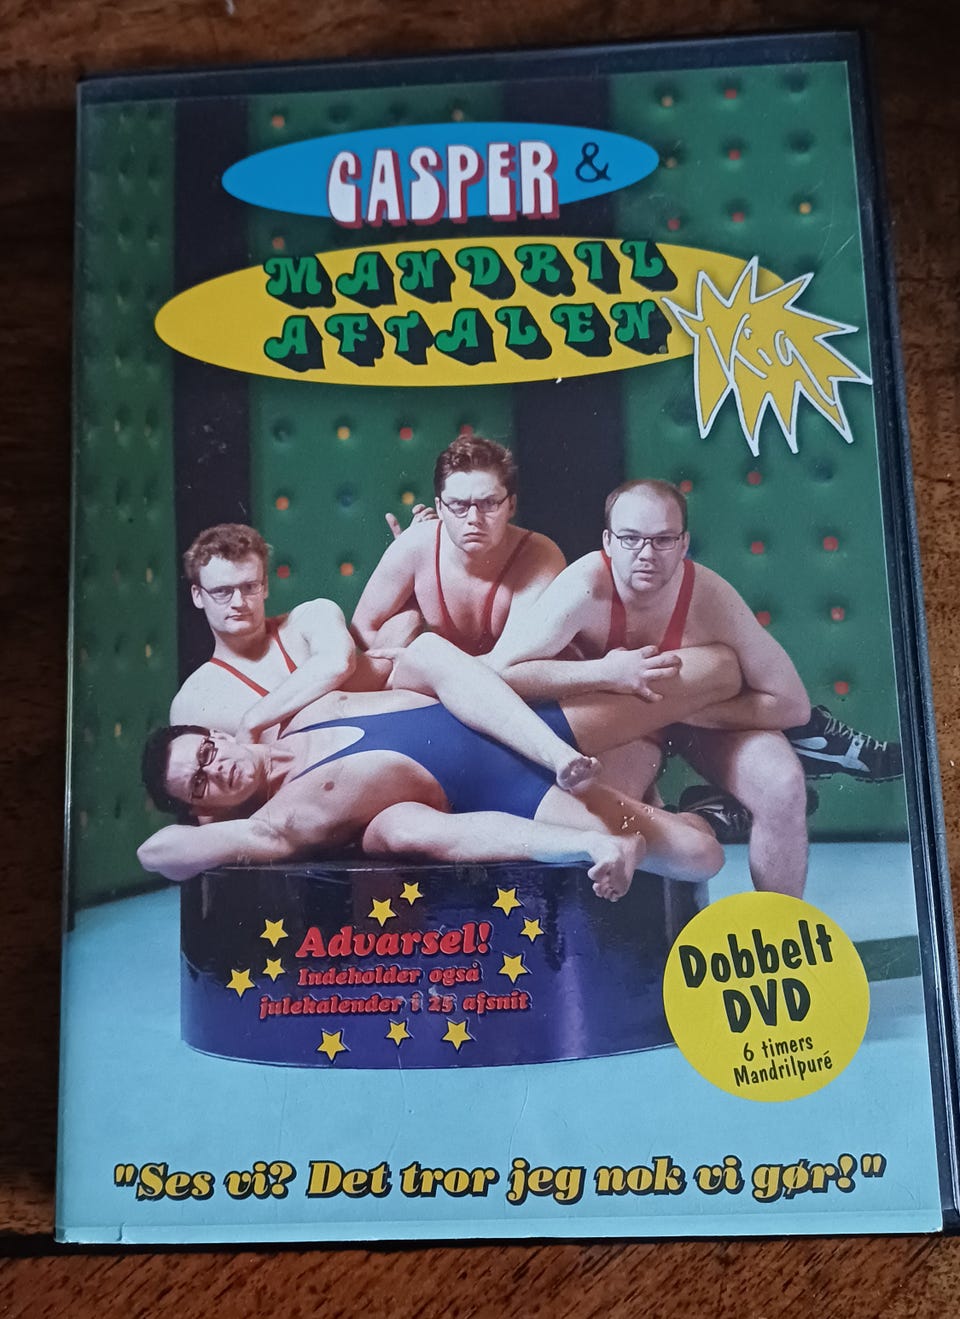 CASPER &
MANDRIL
AFTALEN
Kig
Advarsel!
Indeholder også
julekalender i 25 afsnit
Dobbelt
DVD
6 timers
Mandrilpuré
"Ses vi? Det tror jeg nok vi gør!"